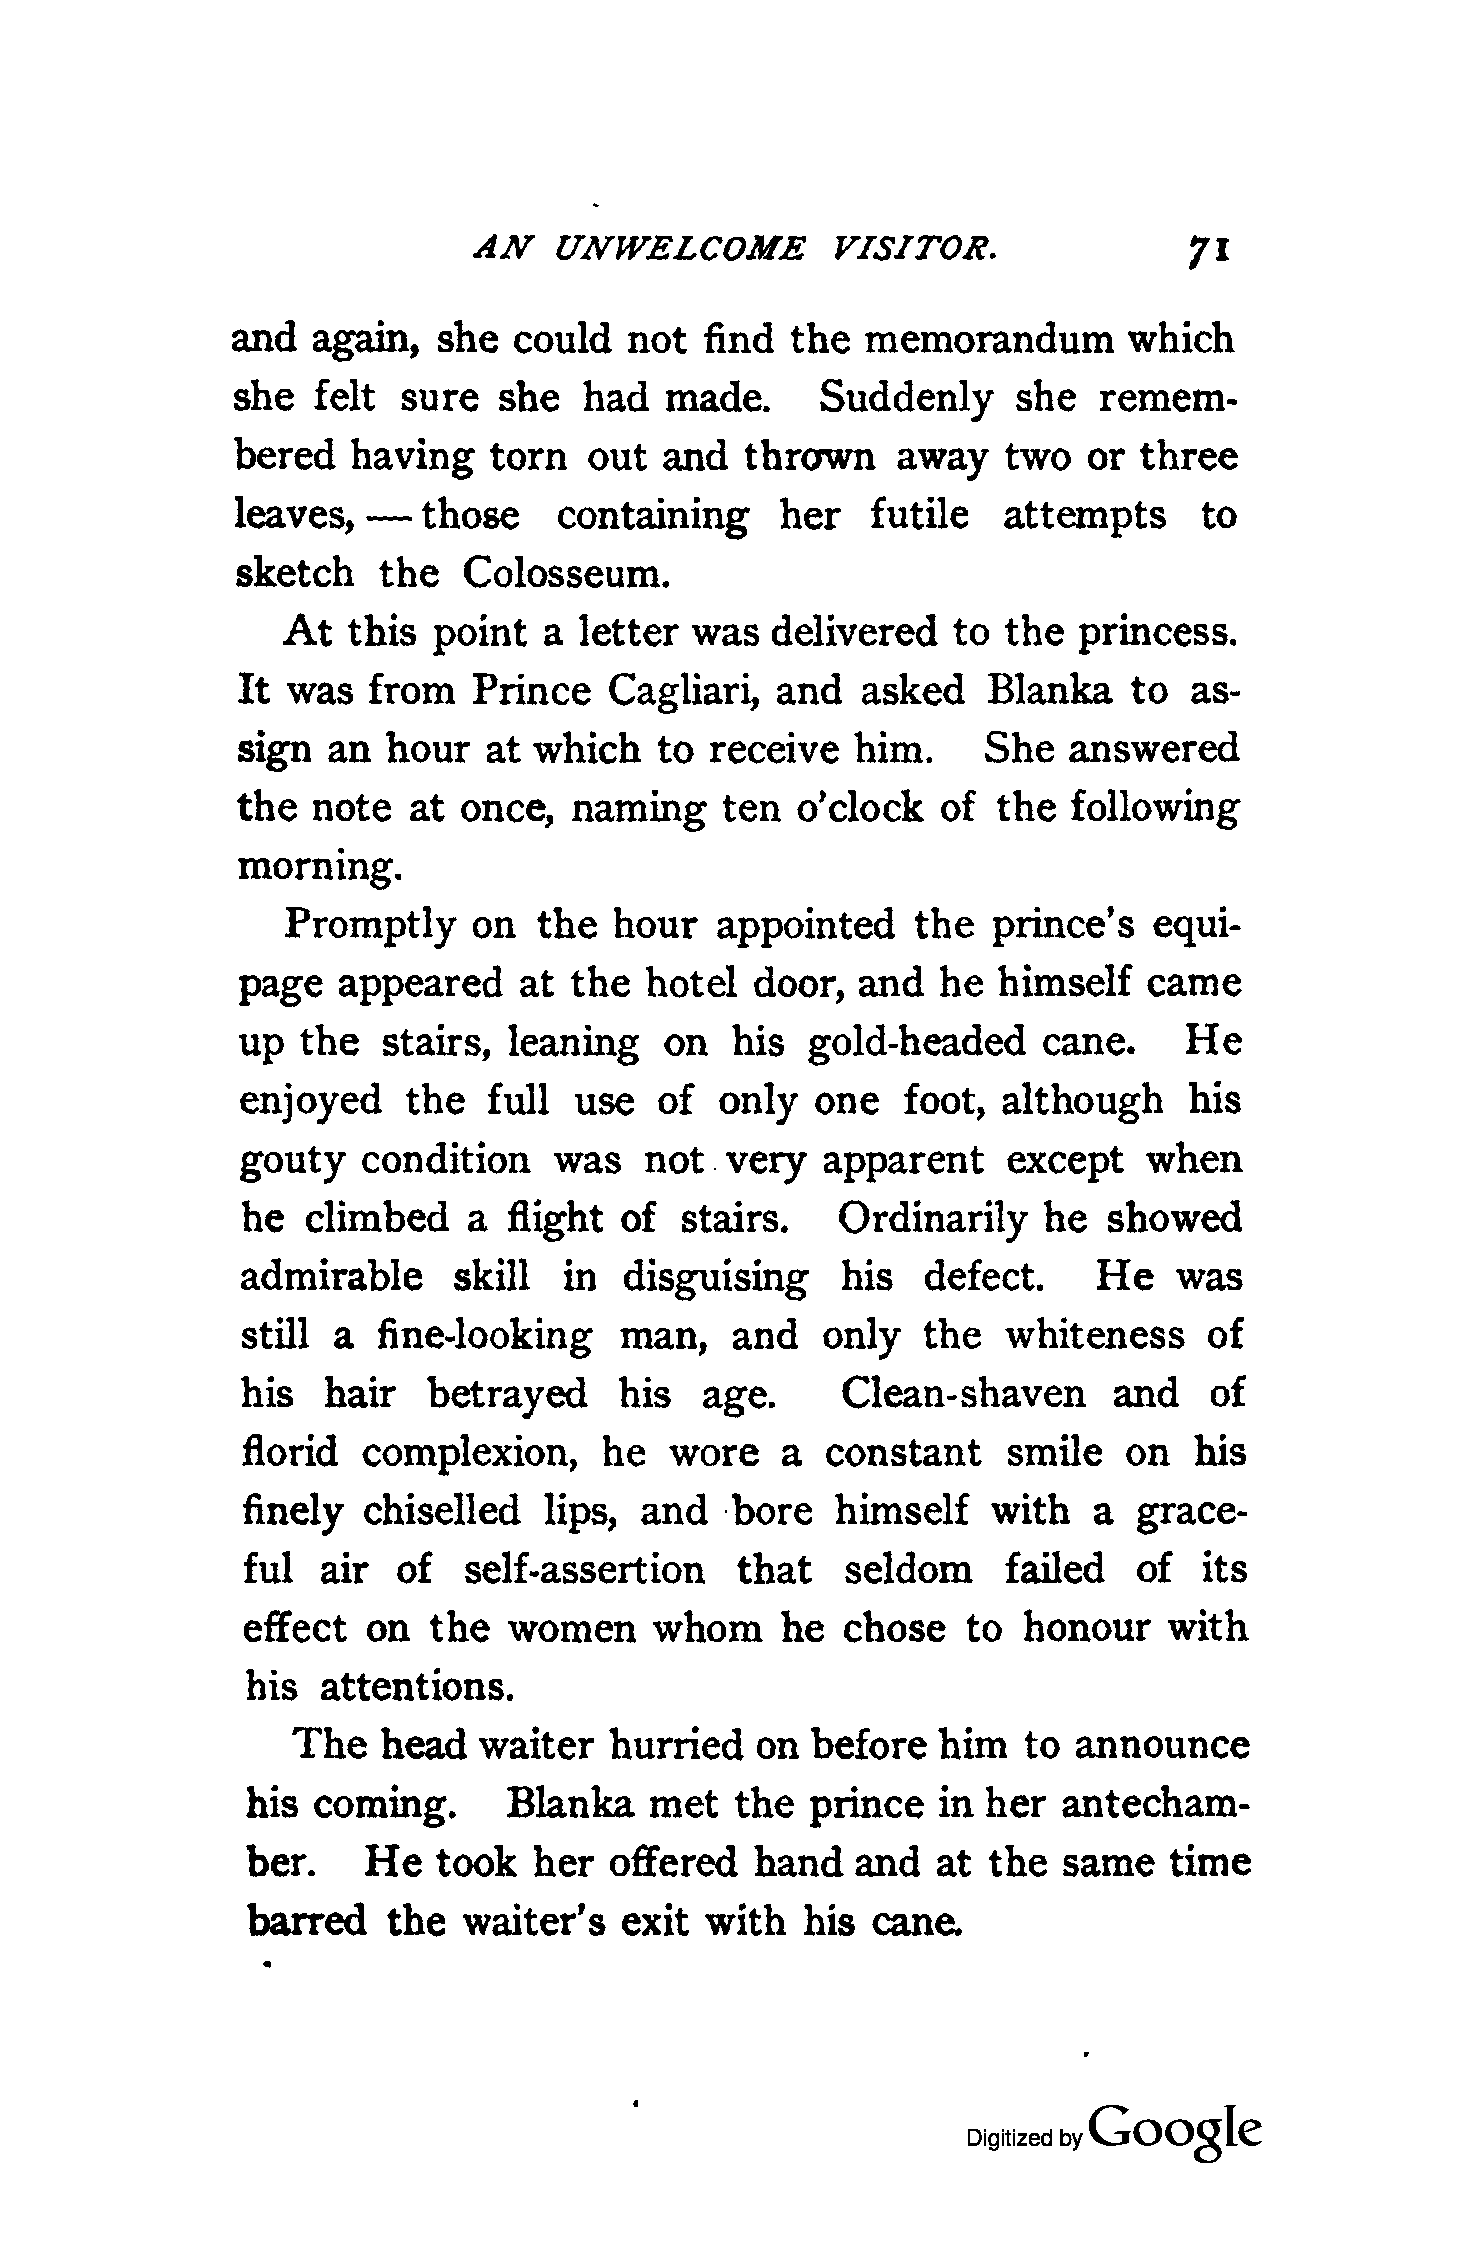 AN UNWELCOME VISITOR. 71
and again, she could not find the memorandum which
she felt sure she had made. Suddenly she remem-
bered having torn out and thrown away two or three
leaves, — those containing her futile attempts to
sketch the Colosseum.
At this point a letter was delivered to the princess.
It was from Prince Cagliari, and asked Blanka to as-
sign an hour at which to receive him. She answered
the note at once, naming ten o'clock of the following
morning.
Promptly on the hour appointed the prince's equi-
page appeared at the hotel door, and he himself came
up the stairs, leaning on his gold-headed cane. He
enjoyed the full use of only one foot, although his
gouty condition was not very apparent except when
he climbed a flight of stairs. Ordinarily he showed
admirable skill in disguising his defect. He was
still a fine-looking man, and only the whiteness of
his hair betrayed his age. Clean-shaven and of
florid complexion, he wore a constant smile on his
finely chiselled lips, and bore himself with a grace-
ful air of self-assertion that seldom failed of its
effect on the women whom he chose to honour with
his attentions.
The head waiter hurried on before him to announce
his coming. Blanka met the prince in her antecham-
ber. He took her offered hand and at the same time
barred the waiter's exit with his cane.
Digitized by Google